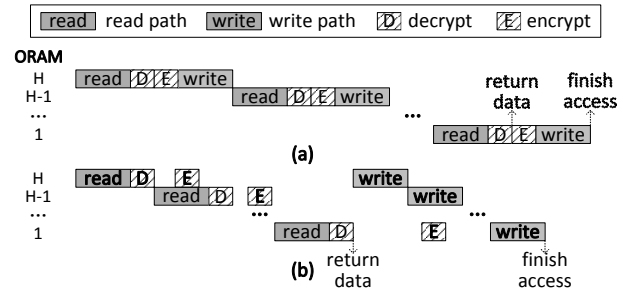 read read path write write path D decrypt E encrypt
ORAM
H read D E write
H-1 read D E write
return data
finish access
... ...
1 read D E write
(a)
H read D E write
H-1 read D E write
... ... ...
1 read D E write
return data
finish access
(b)